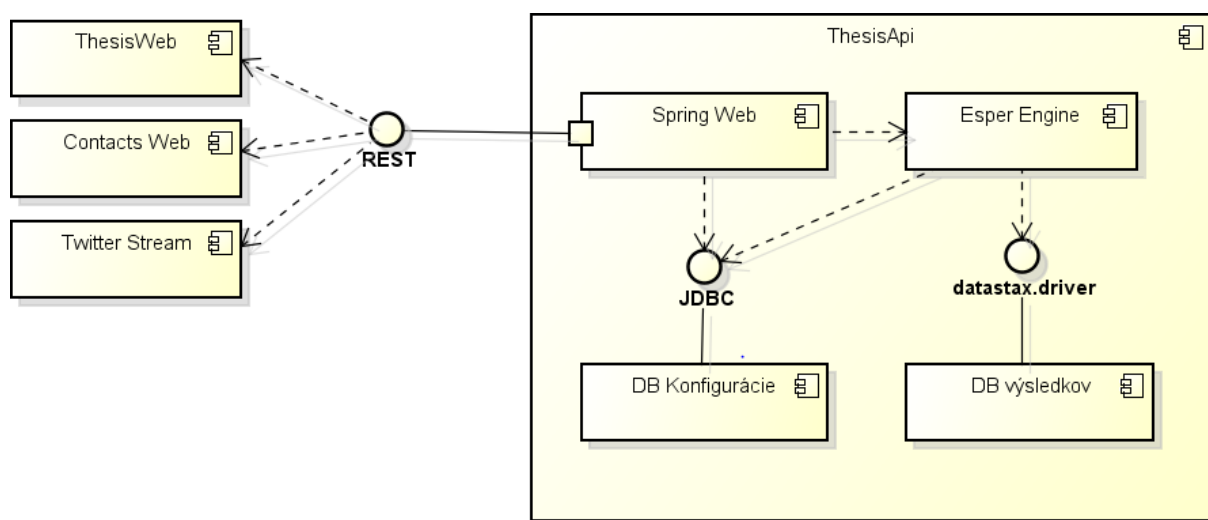 ThesisWeb
Contacts Web
Twitter Stream
REST
ThesisApi
Spring Web
Esper Engine
JDBC
datastax.driver
DB Konfigurácie
DB výsledkov